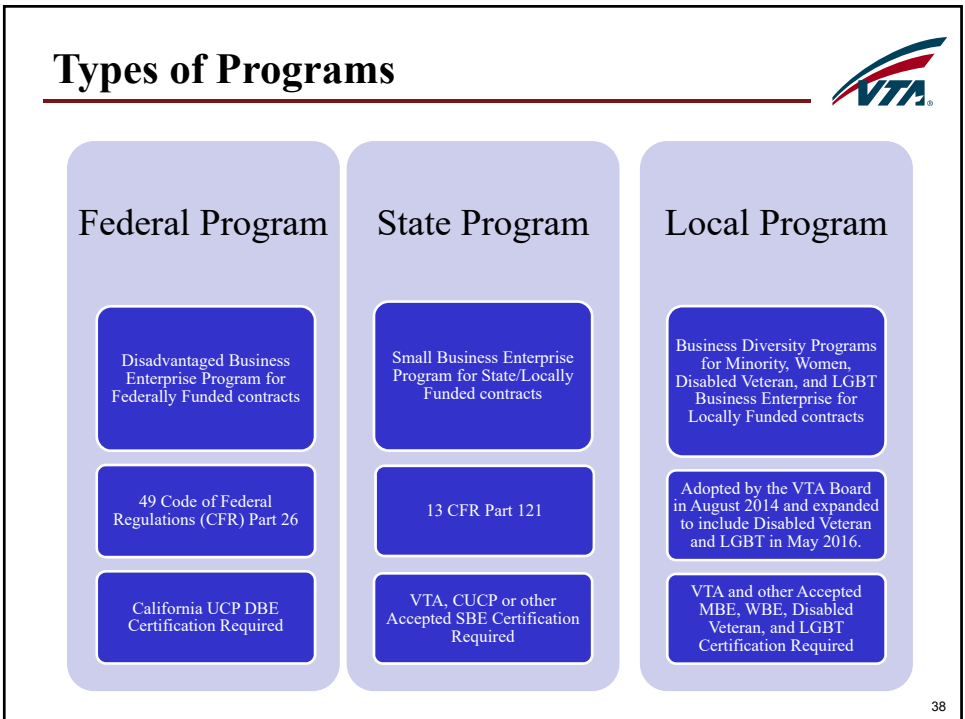 Types of Programs
VTA
Federal Program
Disadvantaged Business
Enterprise Program for
Federally Funded contracts
49 Code of Federal
Regulations (CFR) Part 26
California UCP DBE
Certification Required
State Program
Small Business Enterprise
Program for State/Locally
Funded contracts
13 CFR Part 121
VTA, CUCP or other
Accepted SBE Certification
Required
Local Program
Business Diversity Programs
for Minority, Women,
Disabled Veteran, and LGBT
Business Enterprise for
Locally Funded contracts
Adopted by the VTA Board
in August 2014 and expanded
to include Disabled Veteran
and LGBT in May 2016.
VTA and other Accepted
MBE, WBE, Disabled
Veteran, and LGBT
Certification Required
38